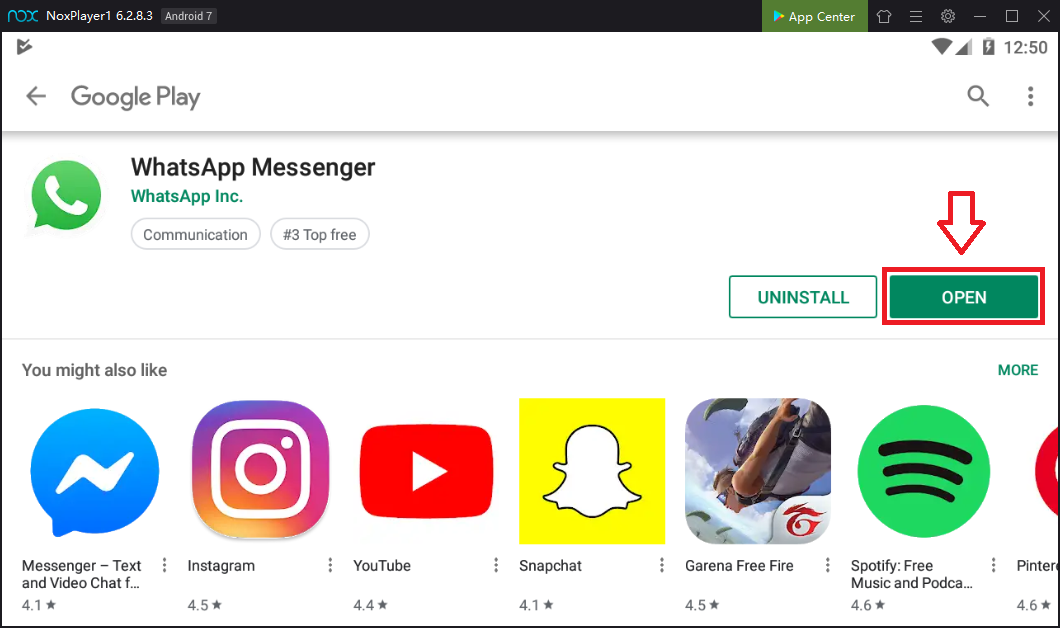 nox NoxPlayer1 6.2.8.3 Android 7 App Center
12:50
Google Play
WhatsApp Messenger
WhatsApp Inc.
Communication #3 Top free
UNINSTALL OPEN
You might also like MORE
Messenger – Text
and Video Chat f...
4.1★
Instagram
4.5★
YouTube
4.4★
Snapchat
4.1★
Garena Free Fire
4.5★
Spotify: Free
Music and Podca...
4.6★
Pinter
4.6★